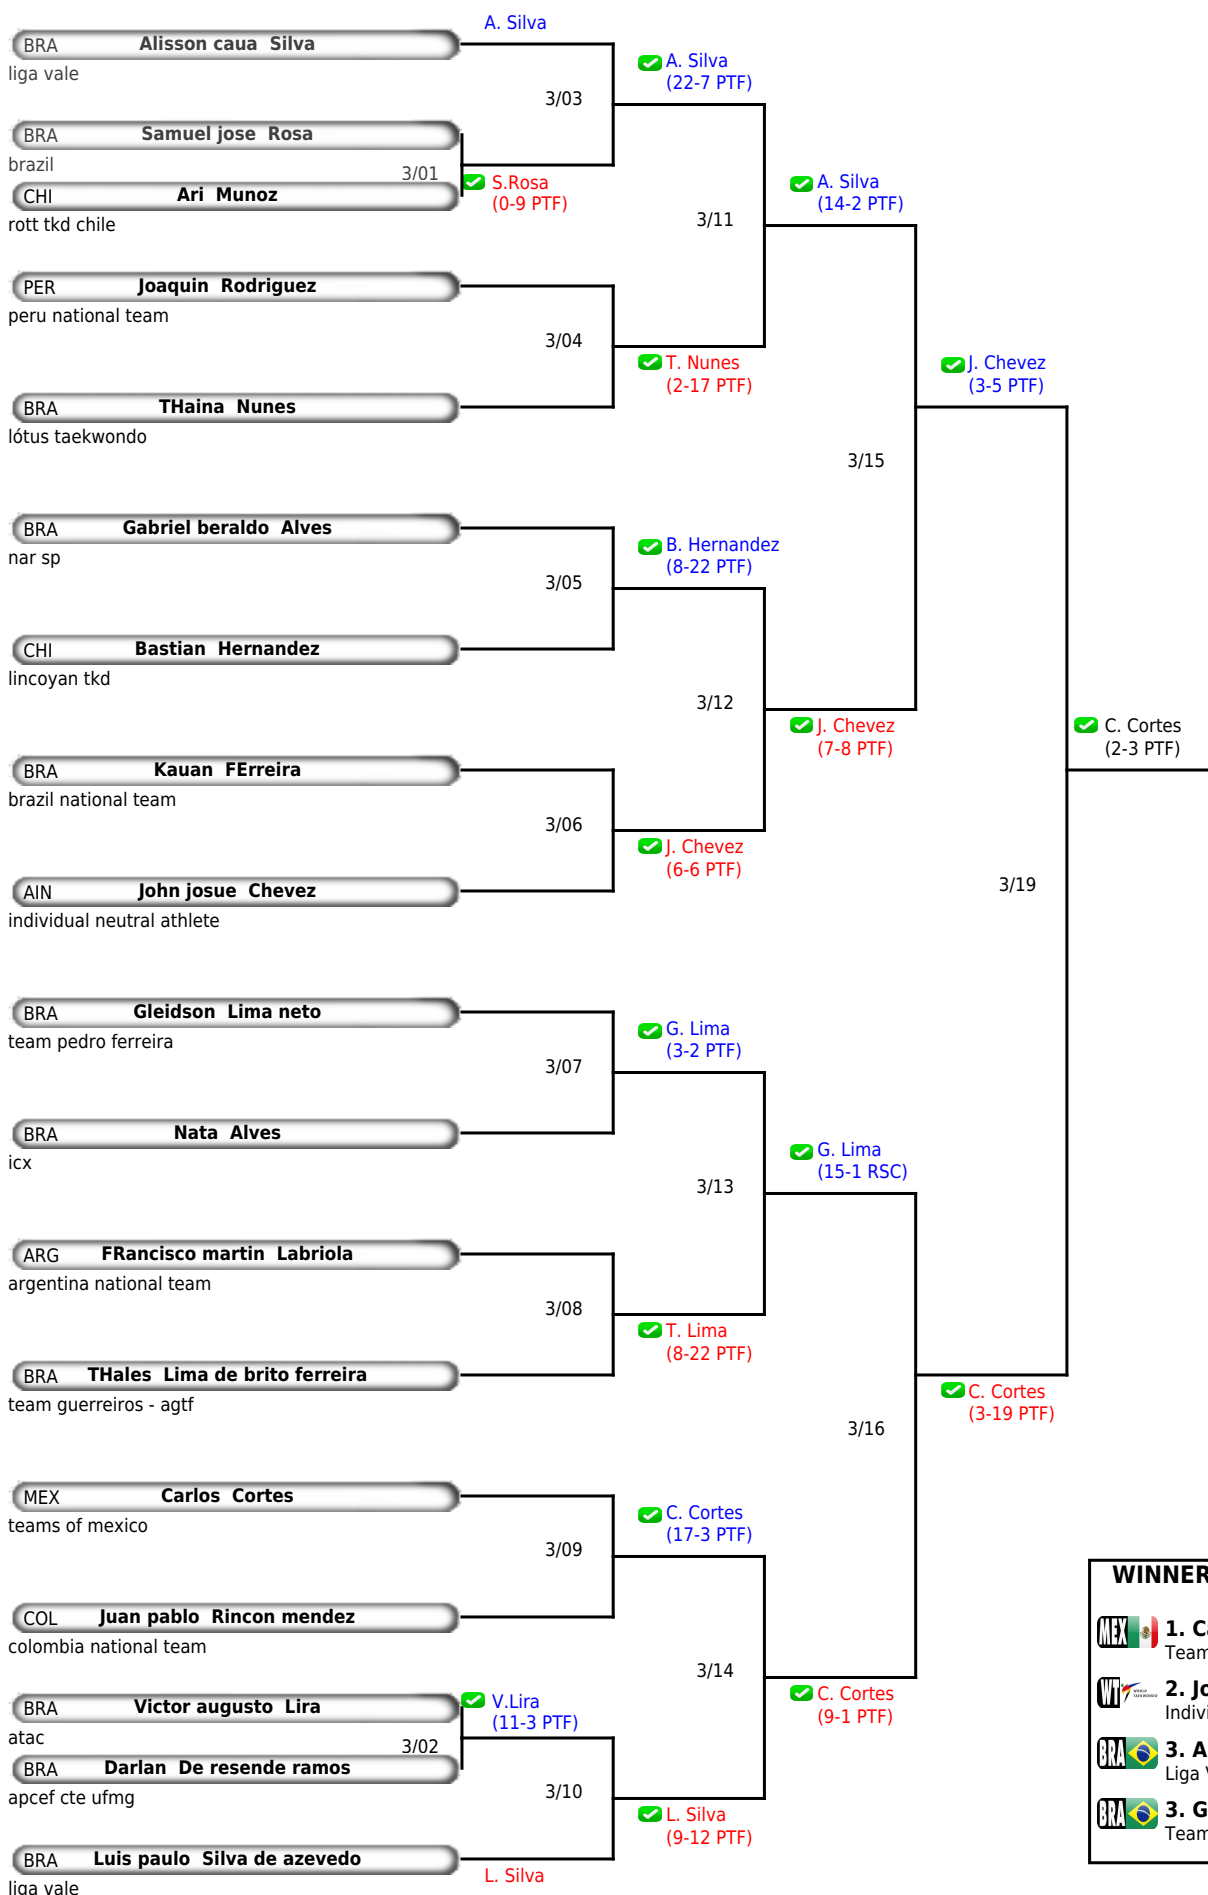 A. Silva
BRA Alisson caua Silva
liga vale
A. Silva
(22-7 PTF)
3/03
BRA Samuel jose Rosa
brazil
3/01
S.Rosa
(0-9 PTF)
CHI Ari Munoz
rott tkd chile
A. Silva
(14-2 PTF)
3/11
PER Joaquin Rodriguez
peru national team
3/04
T. Nunes
(2-17 PTF)
J. Chevez
(3-5 PTF)
BRA THaina Nunes
lótus taekwondo
3/15
BRA Gabriel beraldo Alves
nar sp
B. Hernandez
(8-22 PTF)
3/05
CHI Bastian Hernandez
lincoyan tkd
3/12
J. Chevez
(7-8 PTF)
C. Cortes
(2-3 PTF)
BRA Kauan FErreira
brazil national team
3/06
J. Chevez
(6-6 PTF)
3/19
AIN John josue Chevez
individual neutral athlete
BRA Gleidson Lima neto
team pedro ferreira
G. Lima
(3-2 PTF)
3/07
BRA Nata Alves
icx
G. Lima
(15-1 RSC)
3/13
ARG FRancisco martin Labriola
argentina national team
3/08
T. Lima
(8-22 PTF)
BRA THales Lima de brito ferreira
team guerreiros - agtf
C. Cortes
(3-19 PTF)
3/16
MEX Carlos Cortes
teams of mexico
C. Cortes
(17-3 PTF)
3/09
COL Juan pablo Rincon mendez
colombia national team
3/14
C. Cortes
(9-1 PTF)
BRA Victor augusto Lira
atac
V.Lira
(11-3 PTF)
3/02
BRA Darlan De resende ramos
apcef cte ufmg
3/10
L. Silva
(9-12 PTF)
BRA Luis paulo Silva de azevedo
liga vale
L. Silva
WINNER
MEX 1. Ca
Team
WT 2. Jo
Indivi
BRA 3. A
Liga V
BRA 3. G
Team